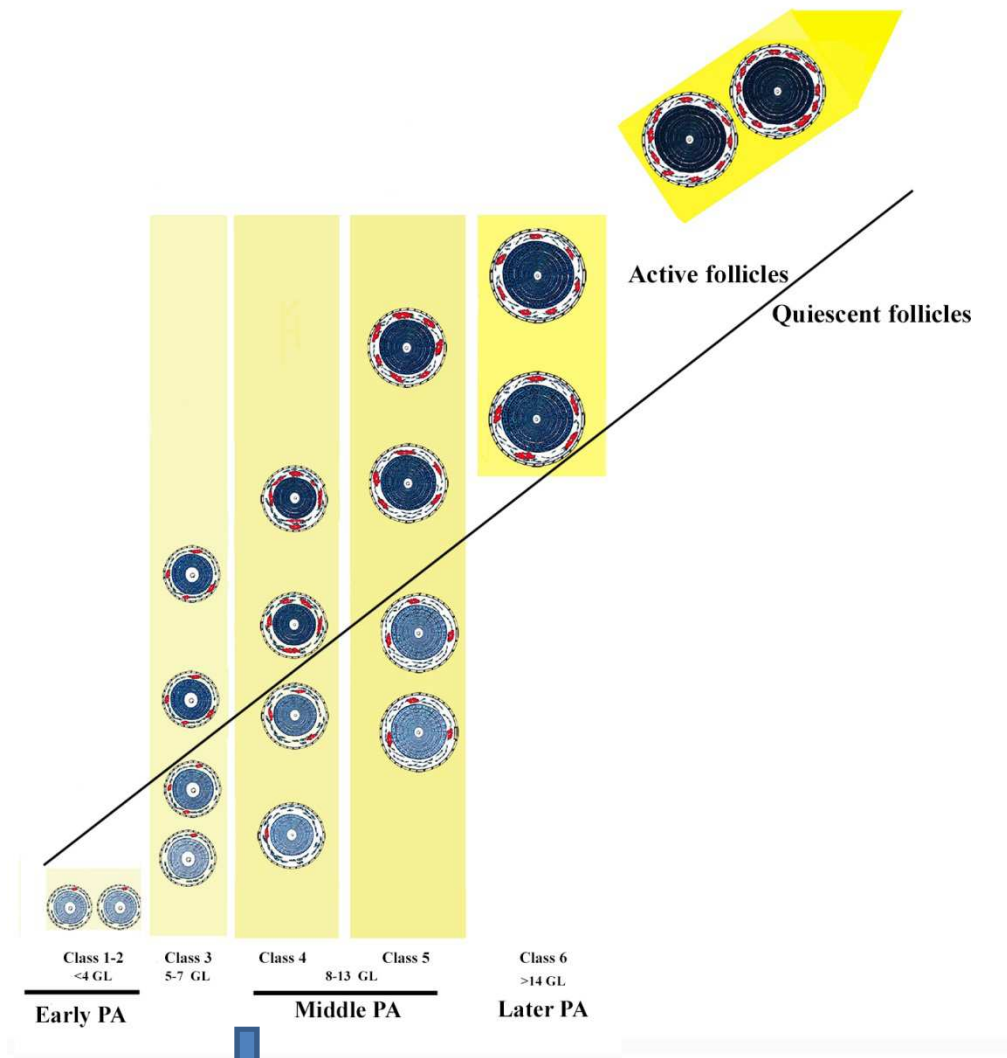 Active follicles
Quiescent follicles
Class 1-2
<4 GL
Early PA
Class 3
5-7 GL
Class 4
Class 5
8-13 GL
Middle PA
Class 6
>14 GL
Later PA